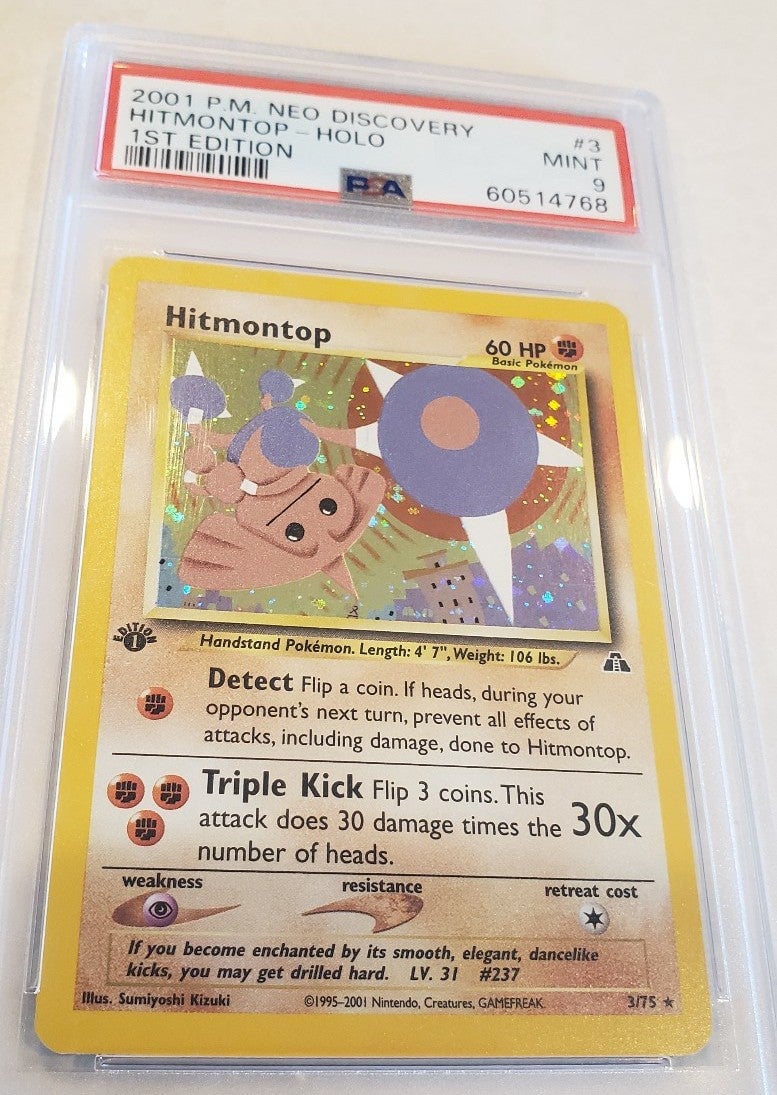 2001 P.M. NEO DISCOVERY #3
HITMONTOP-HOLO MINT
1ST EDITION 9
PSA 60514768
Hitmontop 60 HP
Basic Pokémon
EDITION
1
Handstand Pokémon. Length: 4' 7", Weight: 106 lbs.
Detect Flip a coin. If heads, during your
opponent's next turn, prevent all effects of
attacks, including damage, done to Hitmontop.
Triple Kick Flip 3 coins. This
attack does 30 damage times the 30x
number of heads.
weakness resistance retreat cost
If you become enchanted by its smooth, elegant, dancelike
kicks, you may get drilled hard. LV. 31 #237
Illus. Sumiyoshi Kizuki ©1995-2001 Nintendo, Creatures, GAMEFREAK. 3/75 ★